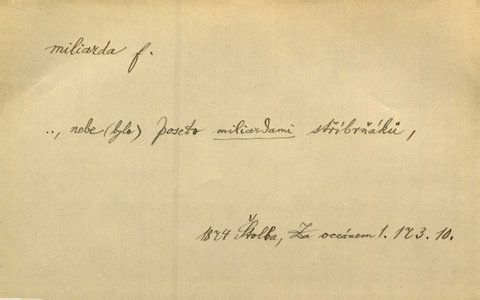 miliarda f.
.., nebe (bylo) poseto miliardami stříbrňáků,
1874 Štolba, Za oceánem 1. 173. 10.